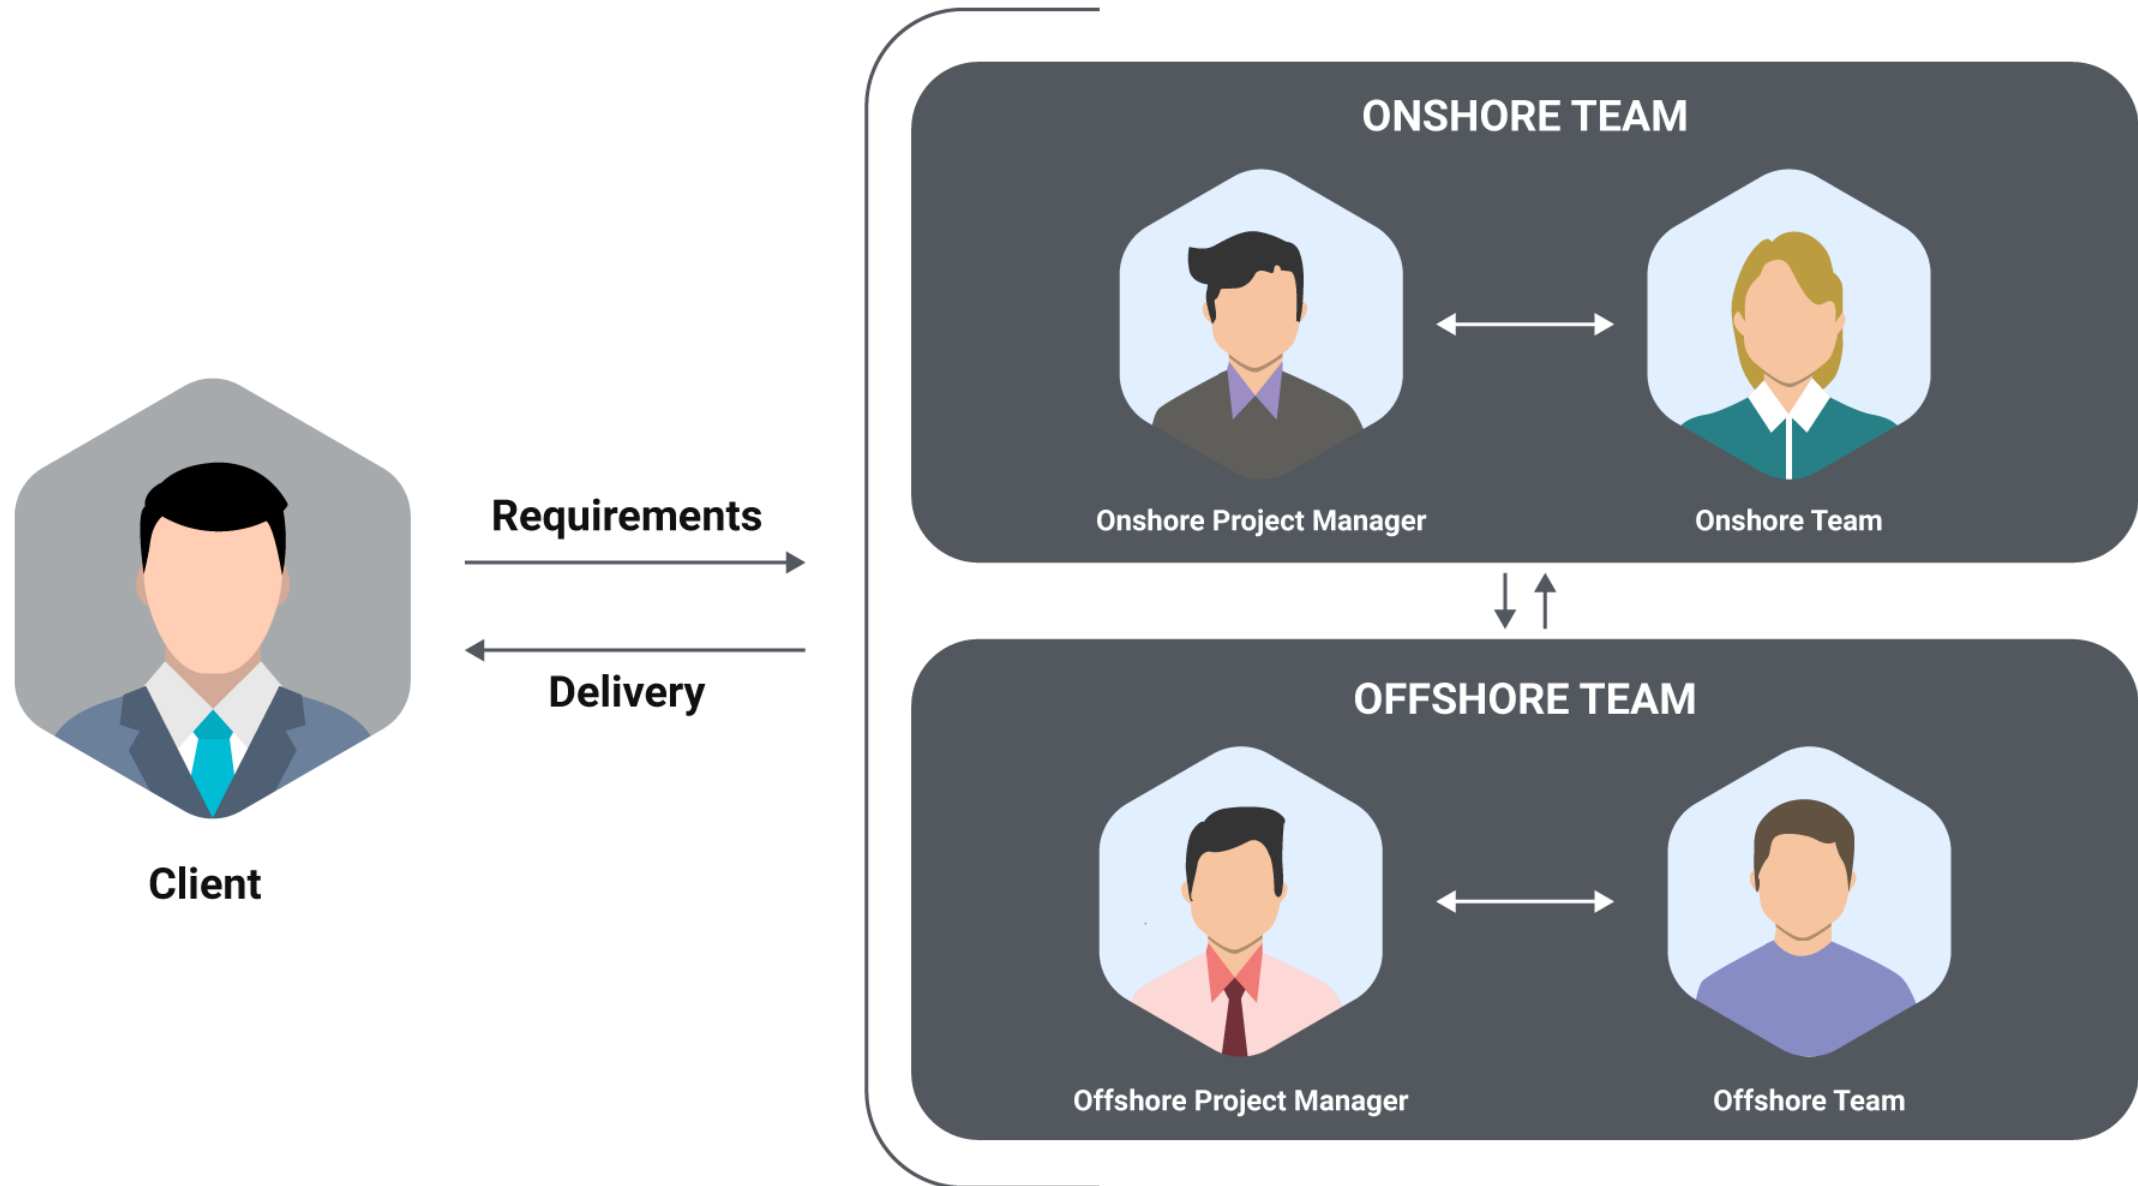 ONSHORE TEAM
Onshore Project Manager
Onshore Team
Requirements
Delivery
Client
OFFSHORE TEAM
Offshore Project Manager
Offshore Team